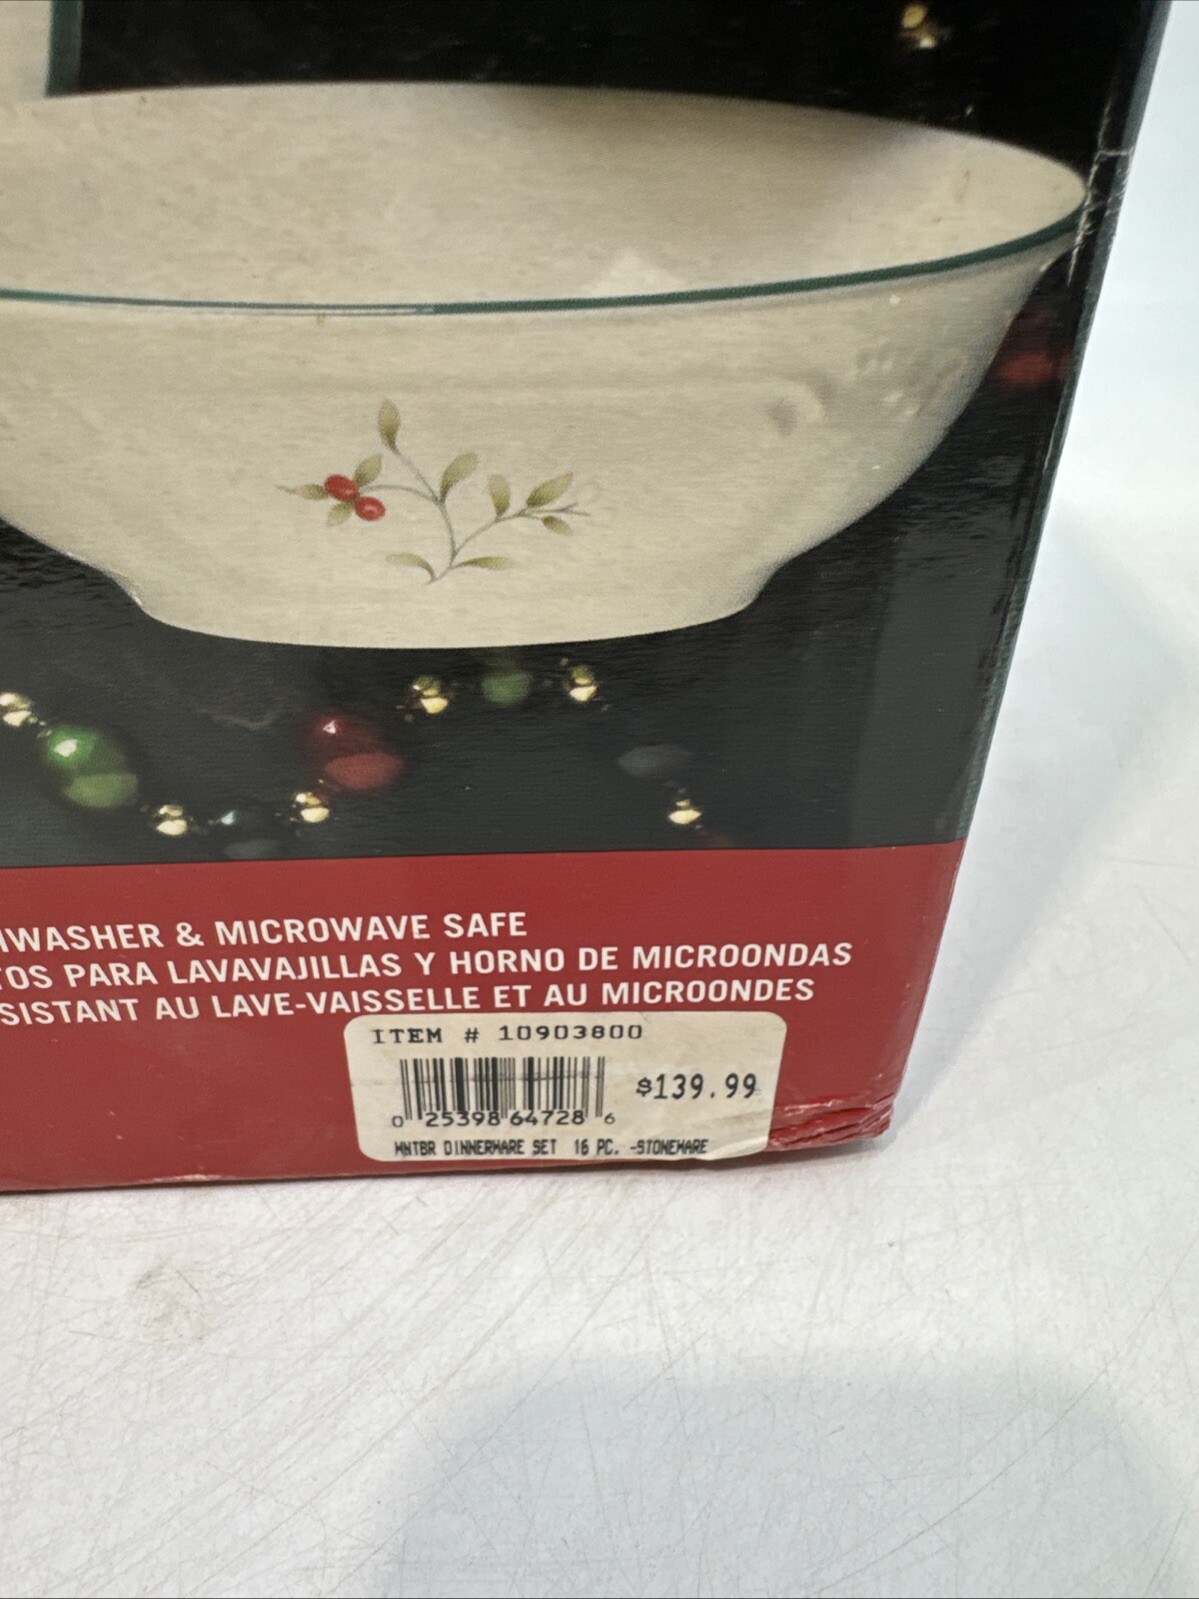 HWASHER & MICROWAVE SAFE
TOS PARA LAVAVAJILLAS Y HORNO DE MICROONDAS
SISTANT AU LAVE-VAISSELLE ET AU MICROONDES
ITEM # 10903800
$139.99
0 25398 64728 6
WNTBR DINNERWARE SET 16 PC. -STONEWARE